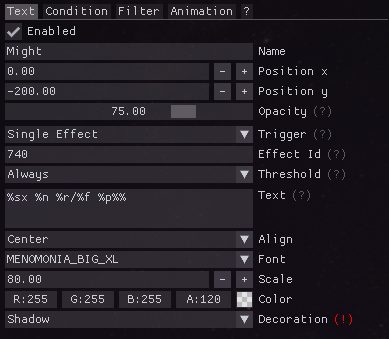 Text Condition Filter Animation ?
Enabled
Might Name
0.00 - + Position x
-200.00 - + Position y
75.00 Opacity (?)
Single Effect Trigger (?)
740 Effect Id (?)
Always Threshold (?)
%sx %n %r/%f %p%% Text (?)
Center Align
MENOMONIA_BIG_XL Font
80.00 - + Scale
R:255 G:255 B:255 A:120 Color
Shadow Decoration (!)